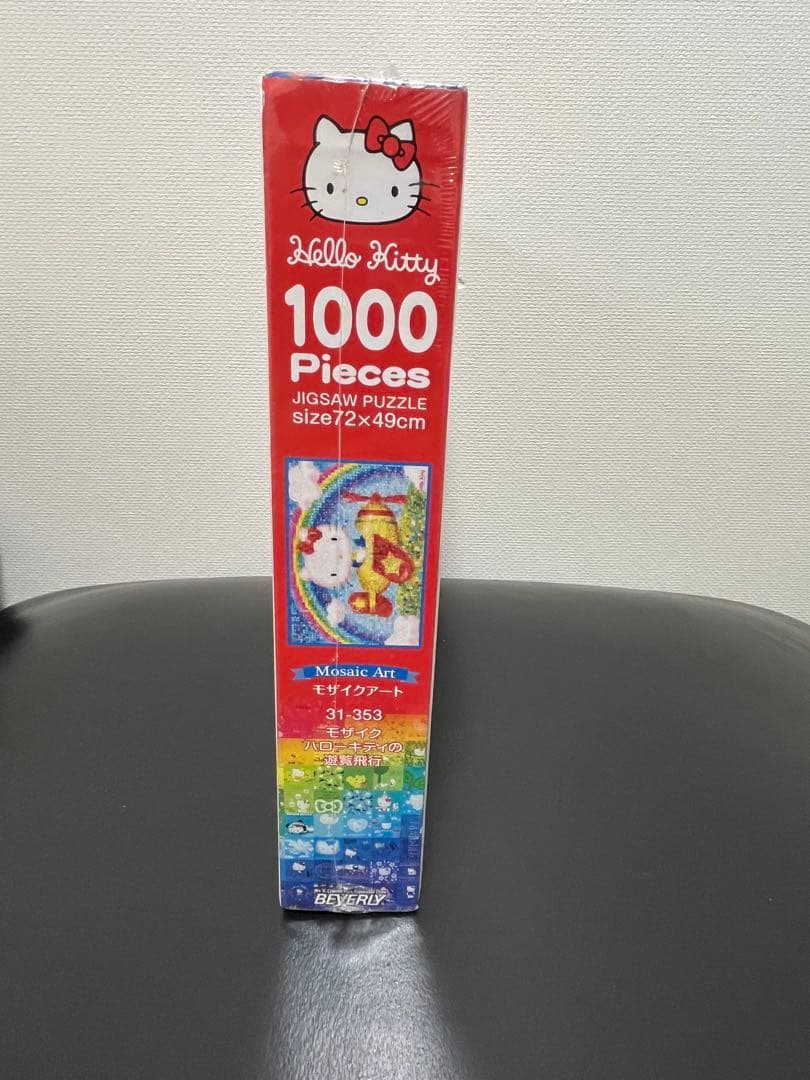 Hello Kitty
1000
Pieces
JIGSAW PUZZLE
size72×49cm
Mosaic Art
モザイクアート
31-353
モザイク
ハローキティの
遊覧飛行
BEVERLY